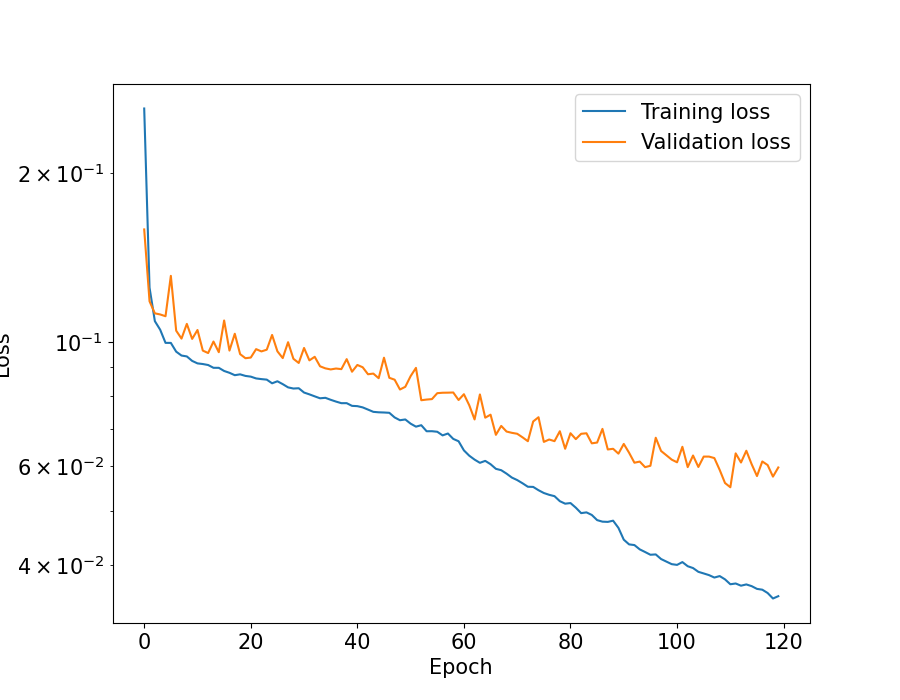 Training loss
Validation loss
2 × 10⁻¹
10⁻¹
6 × 10⁻²
4 × 10⁻²
Loss
0 20 40 60 80 100 120
Epoch